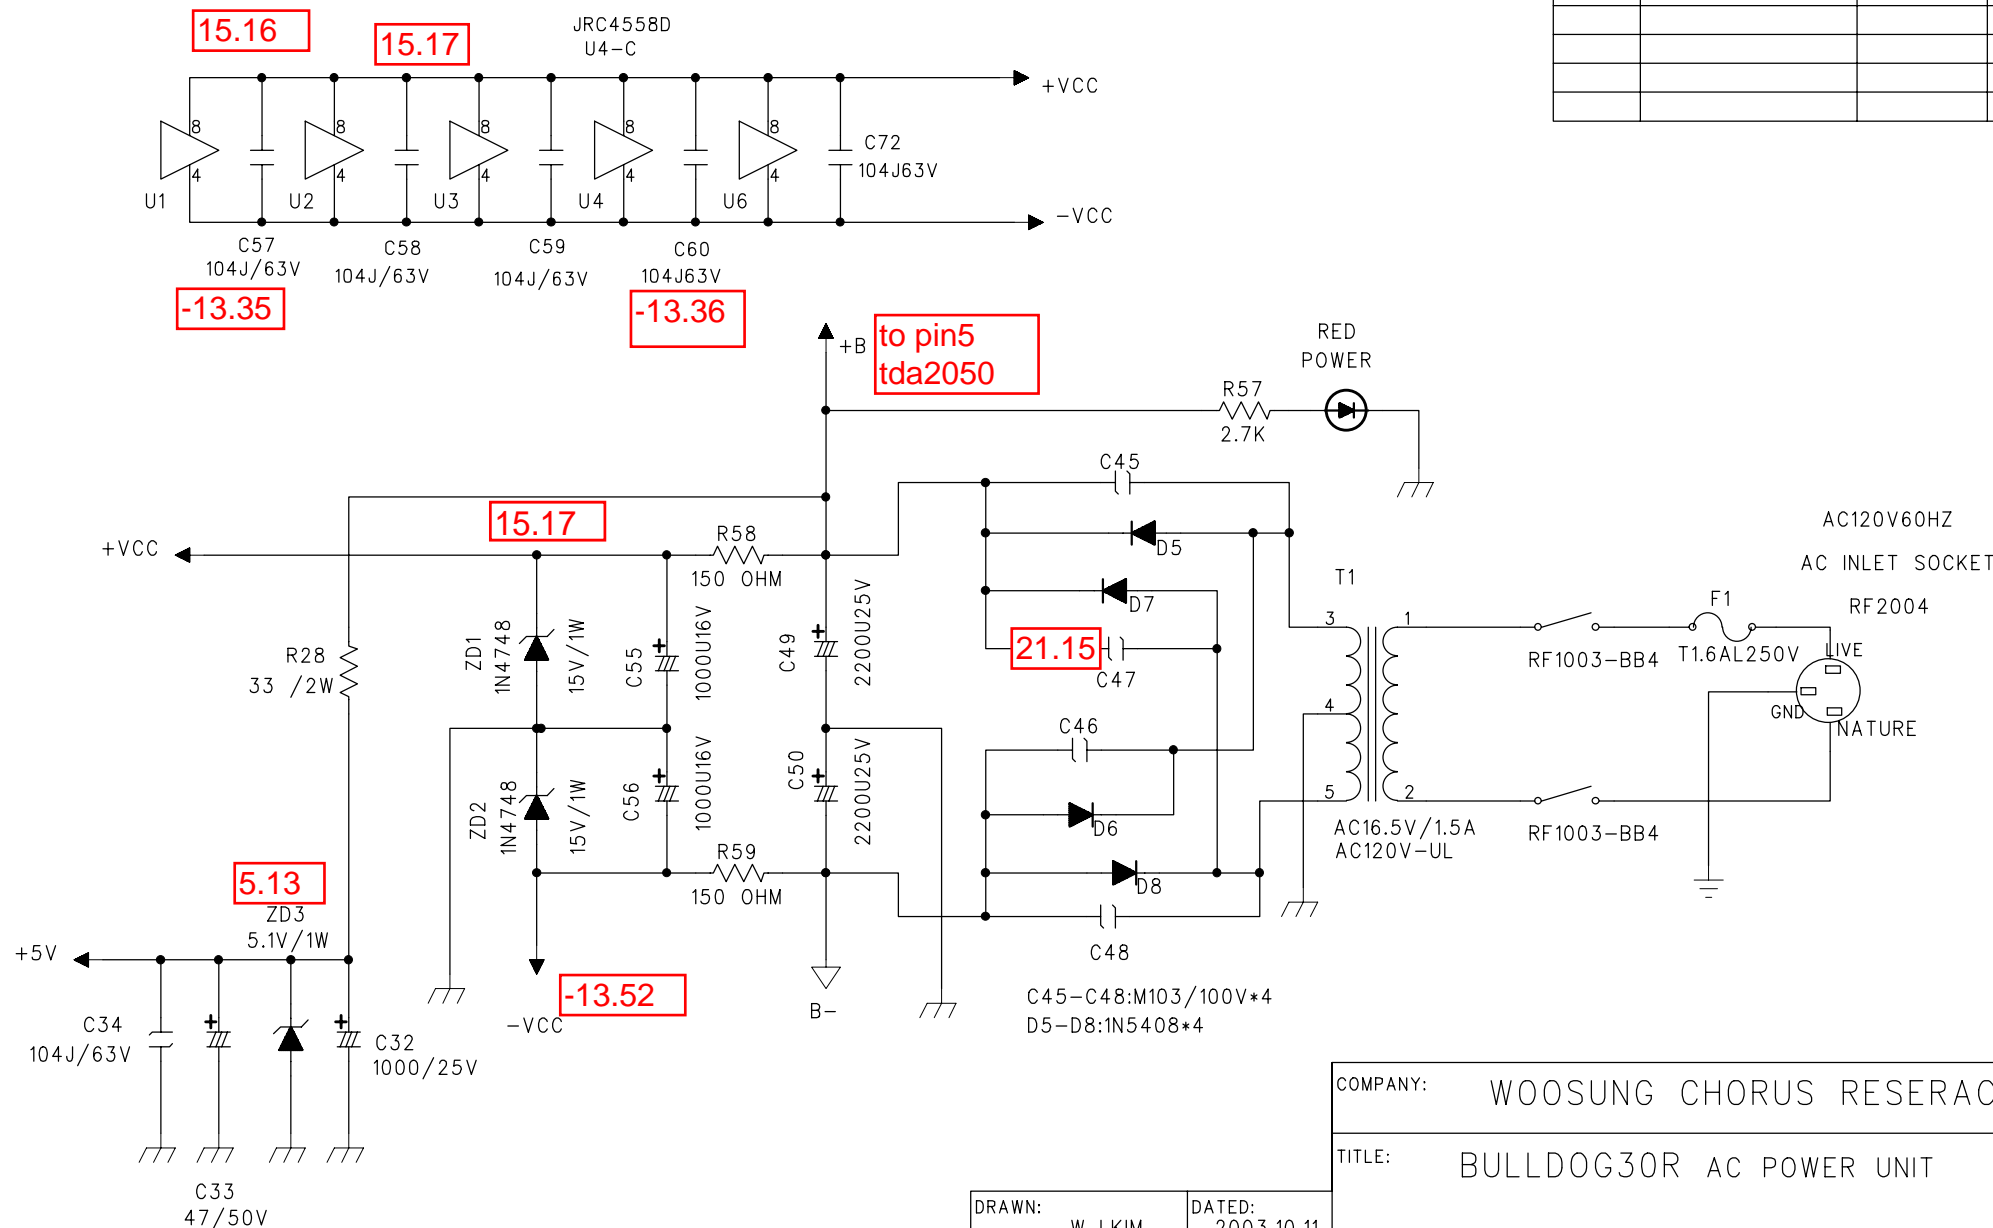 15.16
15.17
JRC4558D
U4-C
+VCC
8
8
8
8
8
C72
104J63V
4
4
4
4
4
U1
U2
U3
U4
U6
-VCC
C57
104J/63V
C58
104J/63V
C59
104J/63V
C60
104J63V
-13.35
-13.36
+B
to pin5
tda2050
RED
POWER
R57
2.7K
C45
15.17
+VCC
R58
150 OHM
D5
D7
T1
AC120V60HZ
AC INLET SOCKET
RF2004
ZD1
1N4748
15V/1W
C55
1000U16V
C49
2200U25V
21.15
C47
3
1
F1
RF1003-BB4
T1.6AL250V
LIVE
R28
33 /2W
4
GND
NATURE
C46
ZD2
1N4748
15V/1W
C56
1000U16V
C50
2200U25V
D6
5
2
AC16.5V/1.5A
AC120V-UL
RF1003-BB4
R59
150 OHM
D8
C48
5.13
ZD3
5.1V/1W
+5V
-13.52
-VCC
B-
C45-C48:M103/100V*4
D5-D8:1N5408*4
C34
104J/63V
C32
1000/25V
C33
47/50V
COMPANY:
WOOSUNG CHORUS RESERAC
TITLE:
BULLDOG30R AC POWER UNIT
DRAWN:
W.J.KIM
DATED:
2003.10.11